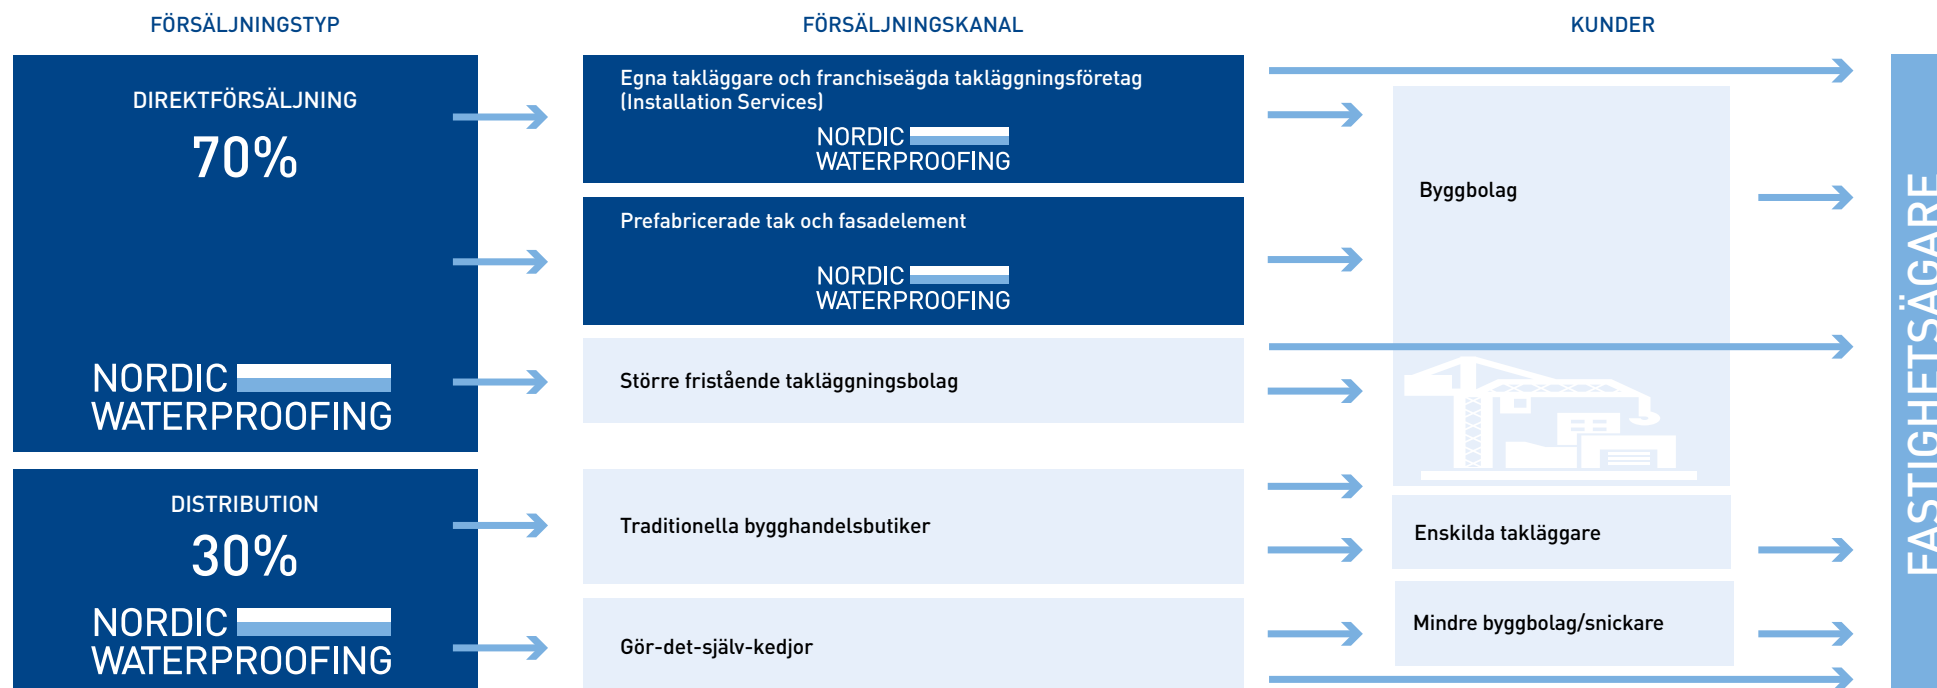 FÖRSÄLJNINGSTYP
FÖRSÄLJNINGSKANAL
KUNDER
DIREKTFÖRSÄLJNING
70%
NORDIC
WATERPROOFING
Egna takläggare och franchiseägda takläggningsföretag
(Installation Services)
NORDIC
WATERPROOFING
Prefabricerade tak och fasadelement
NORDIC
WATERPROOFING
Större fristående takläggningsbolag
Byggbolag
DISTRIBUTION
30%
NORDIC
WATERPROOFING
Traditionella bygghandelsbutiker
Gör-det-själv-kedjor
Enskilda takläggare
Mindre byggbolag/snickare
FASTIGHETSÄGARE